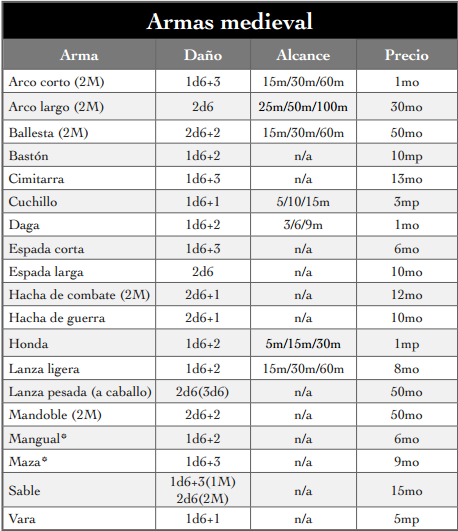 Armas medieval
Arma Daño Alcance Precio
Arco corto (2M) 1d6+3 15m/30m/60m 1mo
Arco largo (2M) 2d6 25m/50m/100m 30mo
Ballesta (2M) 2d6+2 15m/30m/60m 50mo
Bastón 1d6+2 n/a 10mp
Cimitarra 1d6+3 n/a 13mo
Cuchillo 1d6+1 5/10/15m 3mp
Daga 1d6+2 3/6/9m 1mo
Espada corta 1d6+3 n/a 6mo
Espada larga 2d6 n/a 10mo
Hacha de combate (2M) 2d6+1 n/a 12mo
Hacha de guerra 2d6+1 n/a 10mo
Honda 1d6+2 5m/15m/30m 1mp
Lanza ligera 1d6+2 15m/30m/60m 8mo
Lanza pesada (a caballo) 2d6(3d6) n/a 50mo
Mandoble (2M) 2d6+2 n/a 50mo
Mangual* 1d6+2 n/a 6mo
Maza* 1d6+3 n/a 9mo
Sable 1d6+3(1M) n/a 15mo
2d6(2M)
Vara 1d6+1 n/a 5mp